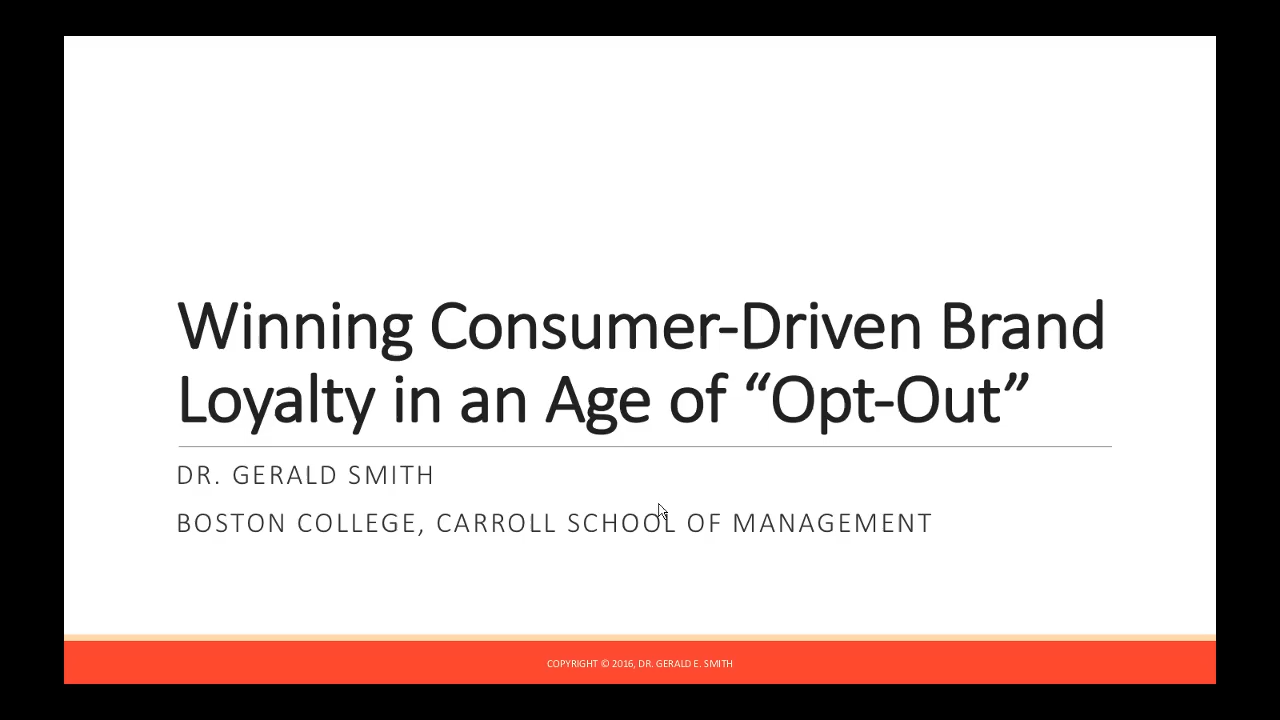 Winning Consumer-Driven Brand
Loyalty in an Age of “Opt-Out”
DR. GERALD SMITH
BOSTON COLLEGE, CARROLL SCHOOL OF MANAGEMENT
COPYRIGHT © 2016, DR. GERALD E. SMITH